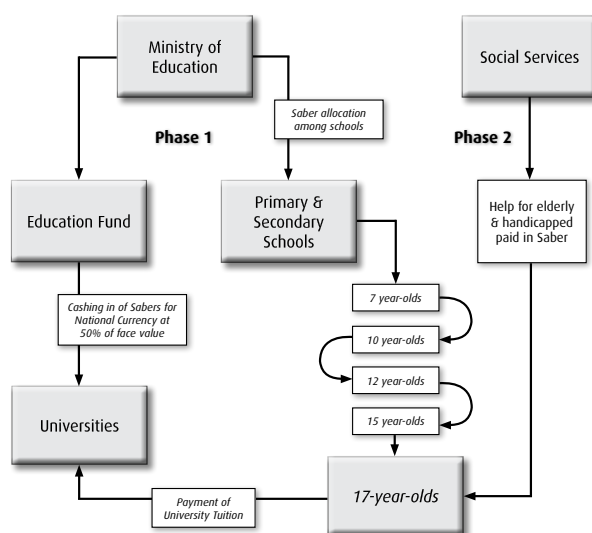 Ministry of
Education
Social Services
Saber allocation
among schools
Phase 1
Phase 2
Education Fund
Primary &
Secondary
Schools
Help for elderly
& handicapped
paid in Saber
Cashing in of Sabers for
National Currency at
50% of face value
7 year-olds
10 year-olds
12 year-olds
15 year-olds
Universities
17-year-olds
Payment of
University Tuition